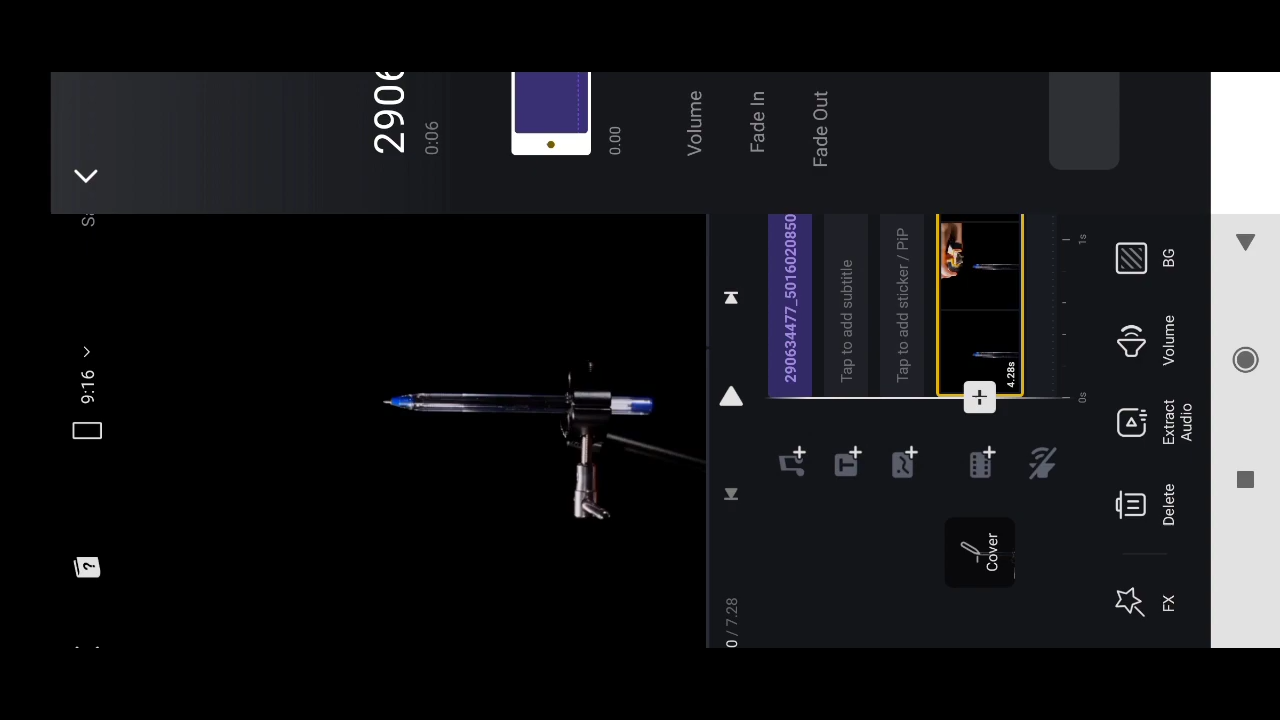 2906
0:06
0.00
Volume
Fade In
Fade Out
9:16
290634477_5016020850
Tap to add subtitle
Tap to add sticker / PiP
4.28s
0s
1s
Cover
0 / 7.28
BG
Volume
Extract
Audio
Delete
FX